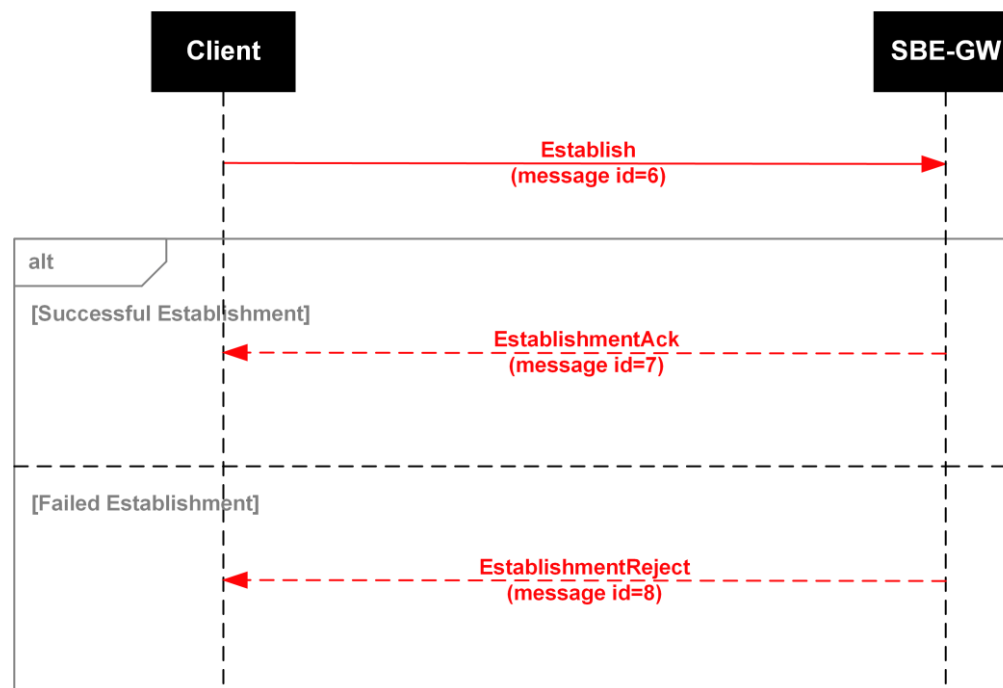 Client
SBE-GW
Establish
(message id=6)
alt
[Successful Establishment]
EstablishmentAck
(message id=7)
[Failed Establishment]
EstablishmentReject
(message id=8)